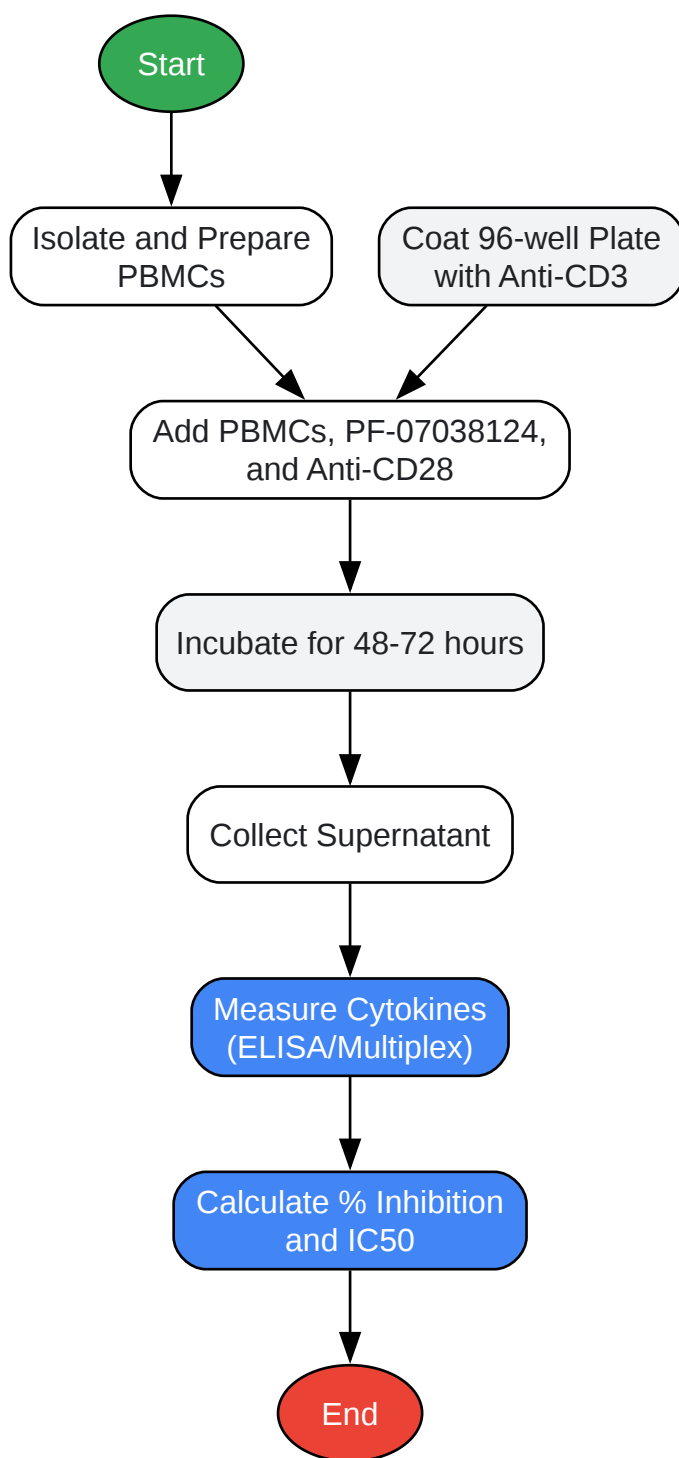 Start
Isolate and Prepare
PBMCs
Coat 96-well Plate
with Anti-CD3
Add PBMCs, PF-07038124,
and Anti-CD28
Incubate for 48-72 hours
Collect Supernatant
Measure Cytokines
(ELISA/Multiplex)
Calculate % Inhibition
and IC50
End